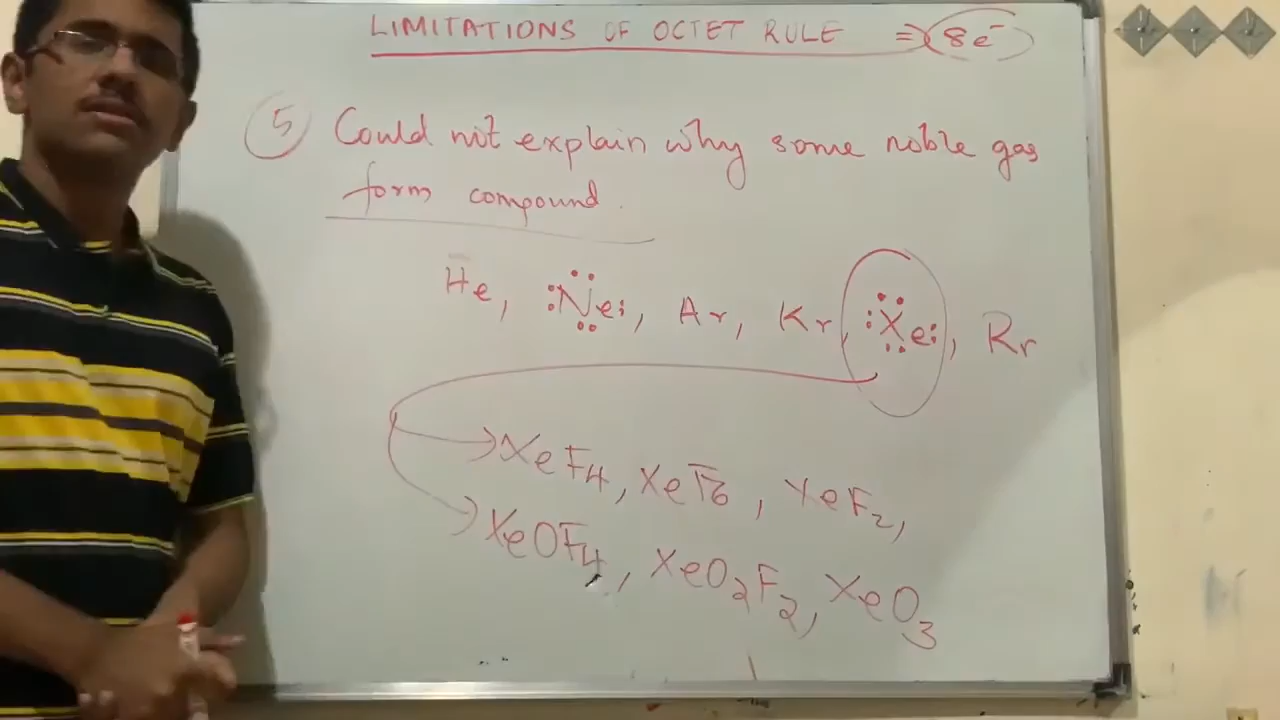 LIMITATIONS OF OCTET RULE ⇒ 8e⁻
5 Could not explain why some noble gas
form compound.
He, Ne, Ar, Kr, Xe, Rr
XeF4, XeF6, XeF2,
XeOF4, XeO2F2, XeO3